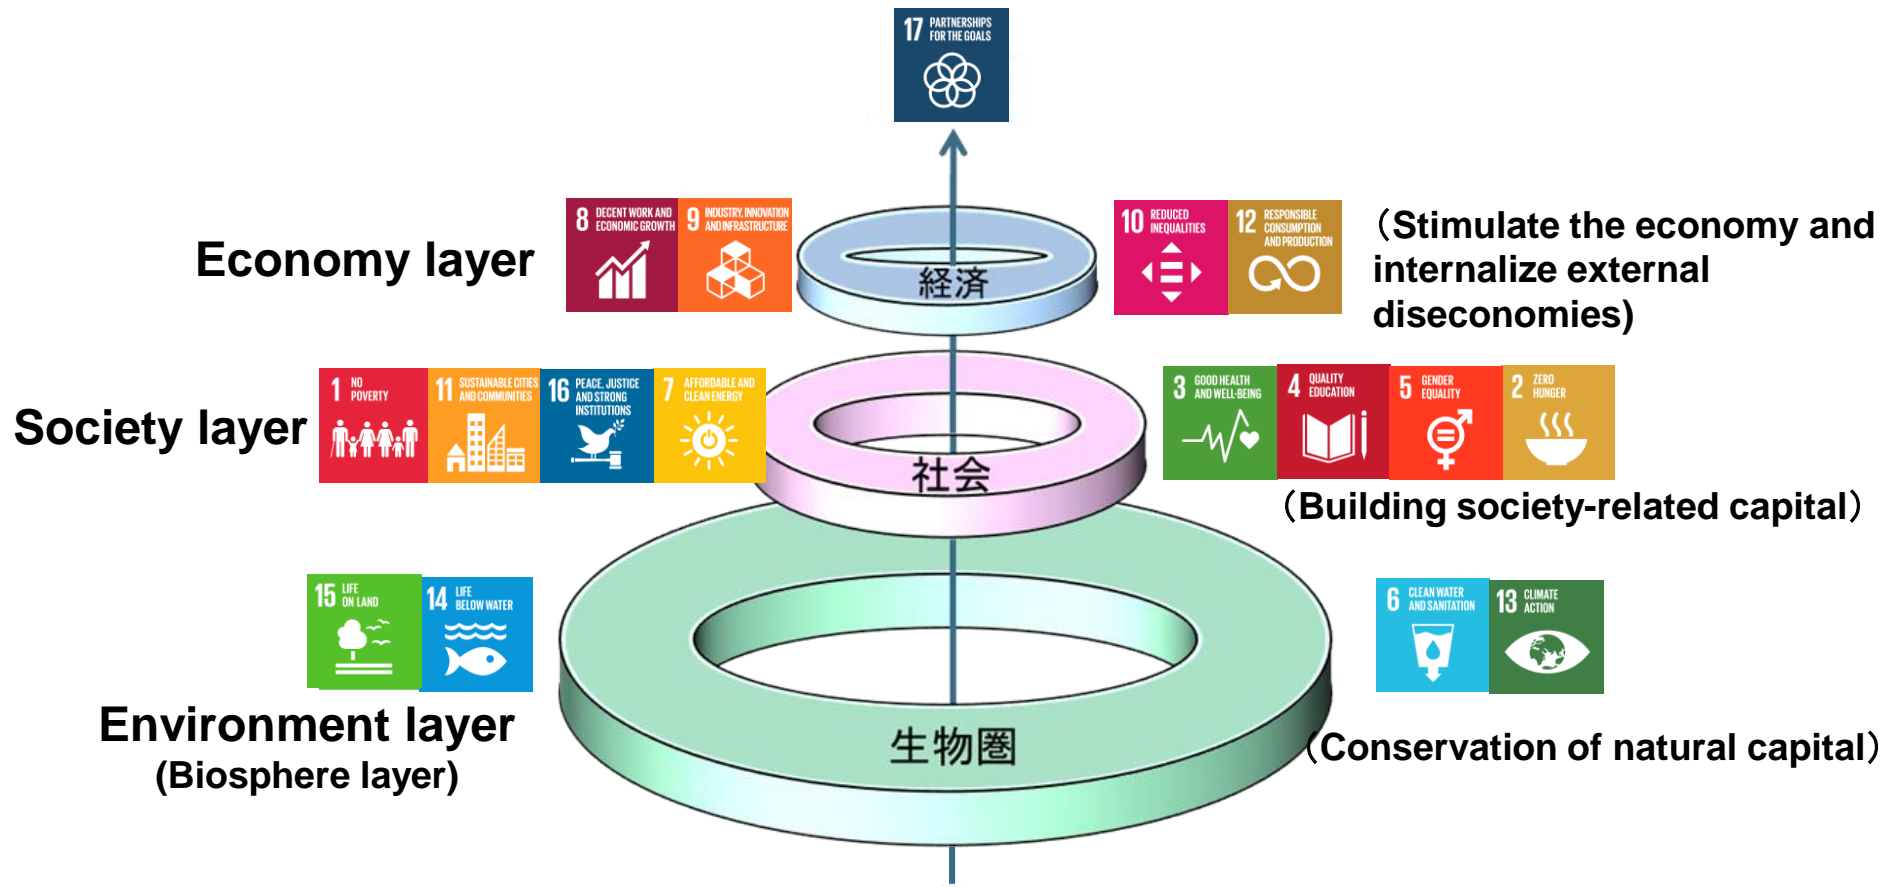 17 PARTNERSHIPS
FOR THE GOALS
Economy layer
8 DECENT WORK AND
ECONOMIC GROWTH
9 INDUSTRY, INNOVATION
AND INFRASTRUCTURE
経済
10 REDUCED
INEQUALITIES
12 RESPONSIBLE
CONSUMPTION
AND PRODUCTION
（Stimulate the economy and
internalize external
diseconomies)
Society layer
1 NO
POVERTY
11 SUSTAINABLE CITIES
AND COMMUNITIES
16 PEACE, JUSTICE
AND STRONG
INSTITUTIONS
7 AFFORDABLE AND
CLEAN ENERGY
社会
3 GOOD HEALTH
AND WELL-BEING
4 QUALITY
EDUCATION
5 GENDER
EQUALITY
2 ZERO
HUNGER
（Building society-related capital）
15 LIFE
ON LAND
14 LIFE
BELOW WATER
Environment layer
(Biosphere layer)
生物圏
6 CLEAN WATER
AND SANITATION
13 CLIMATE
ACTION
（Conservation of natural capital）